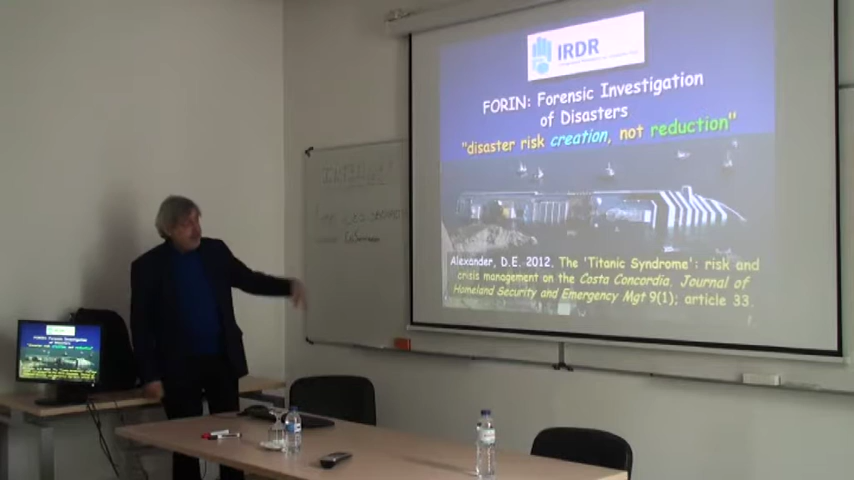 IRDR
FORIN: Forensic Investigation
of Disasters
"disaster risk creation, not reduction"
Alexander, D.E. 2012. The 'Titanic Syndrome': risk and
crisis management on the Costa Concordia. Journal of
Homeland Security and Emergency Mgt 9(1): article 33.